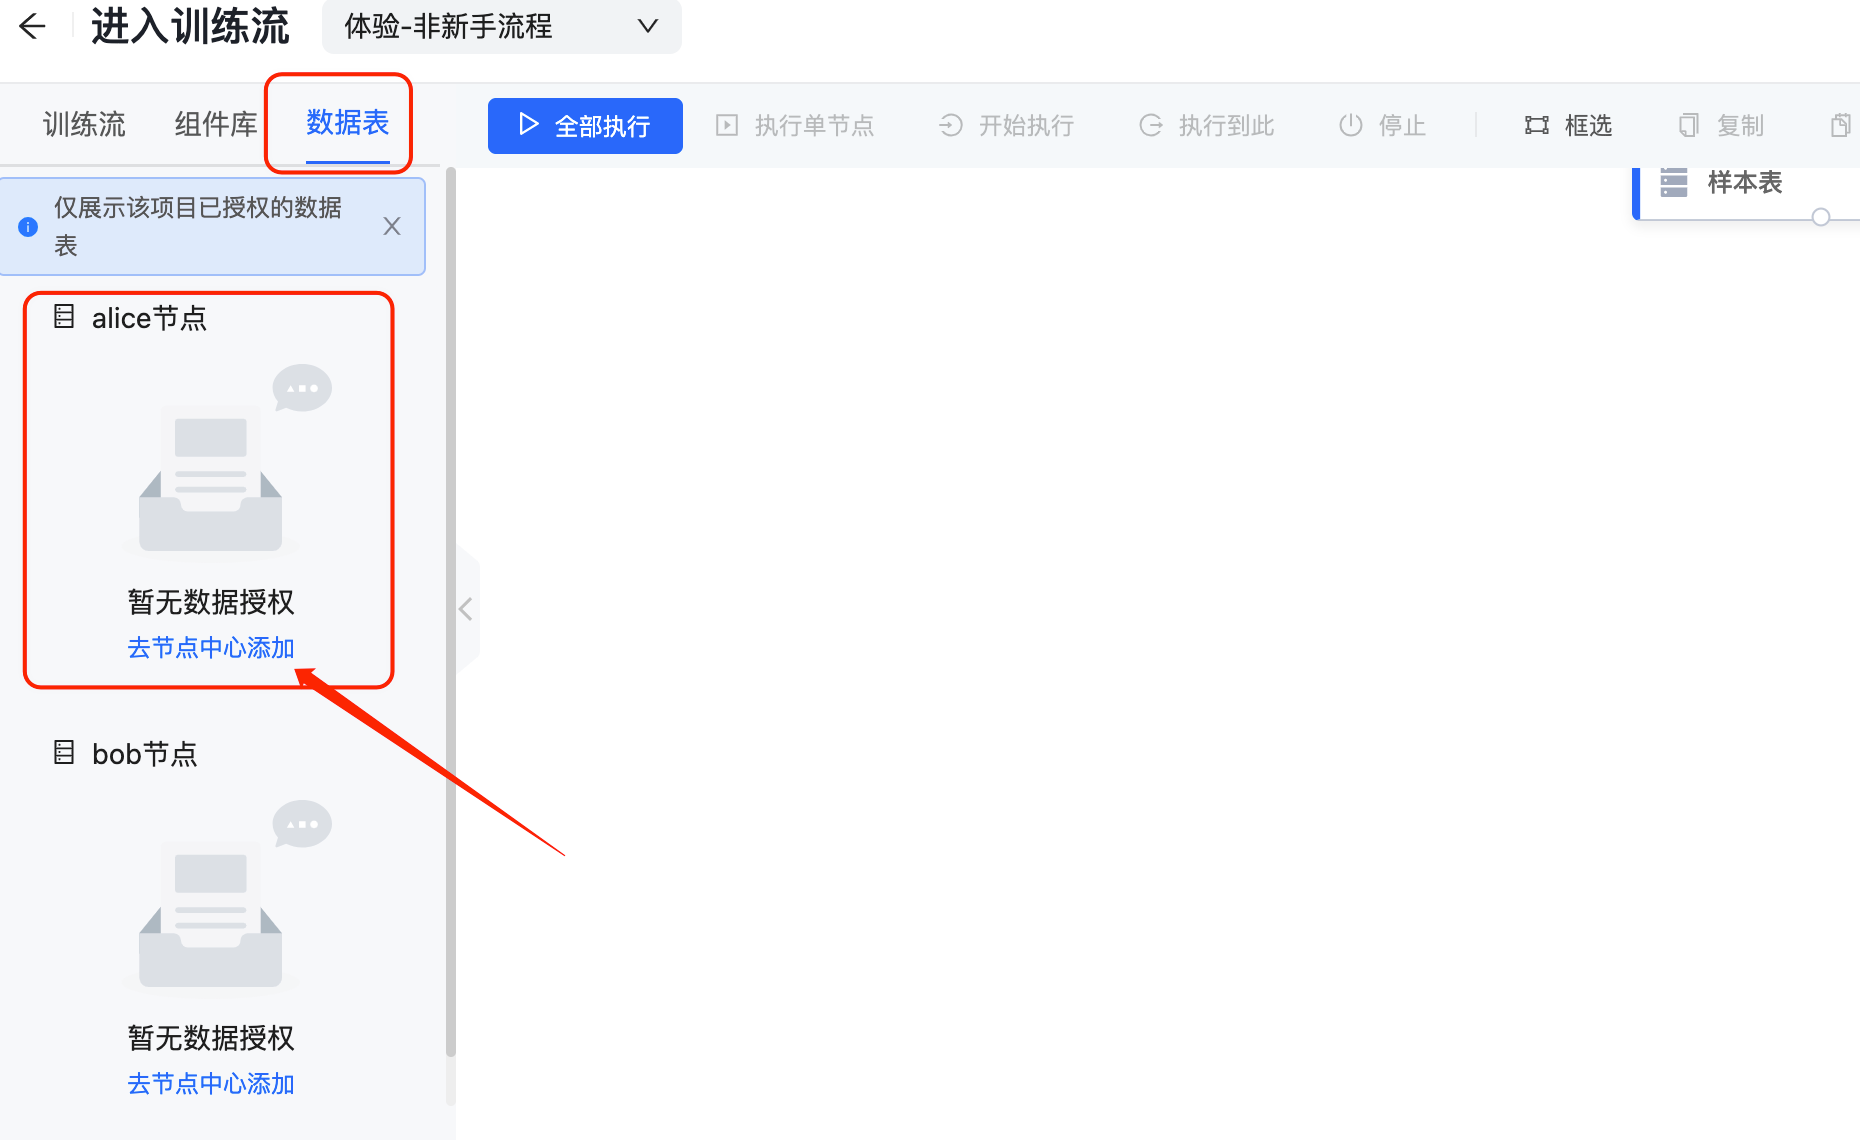 进入训练流
体验-非新手流程
训练流
组件库
数据表
全部执行
执行单节点
开始执行
执行到此
停止
框选
复制
样本表
仅展示该项目已授权的数据
表
alice节点
暂无数据授权
去节点中心添加
bob节点
暂无数据授权
去节点中心添加